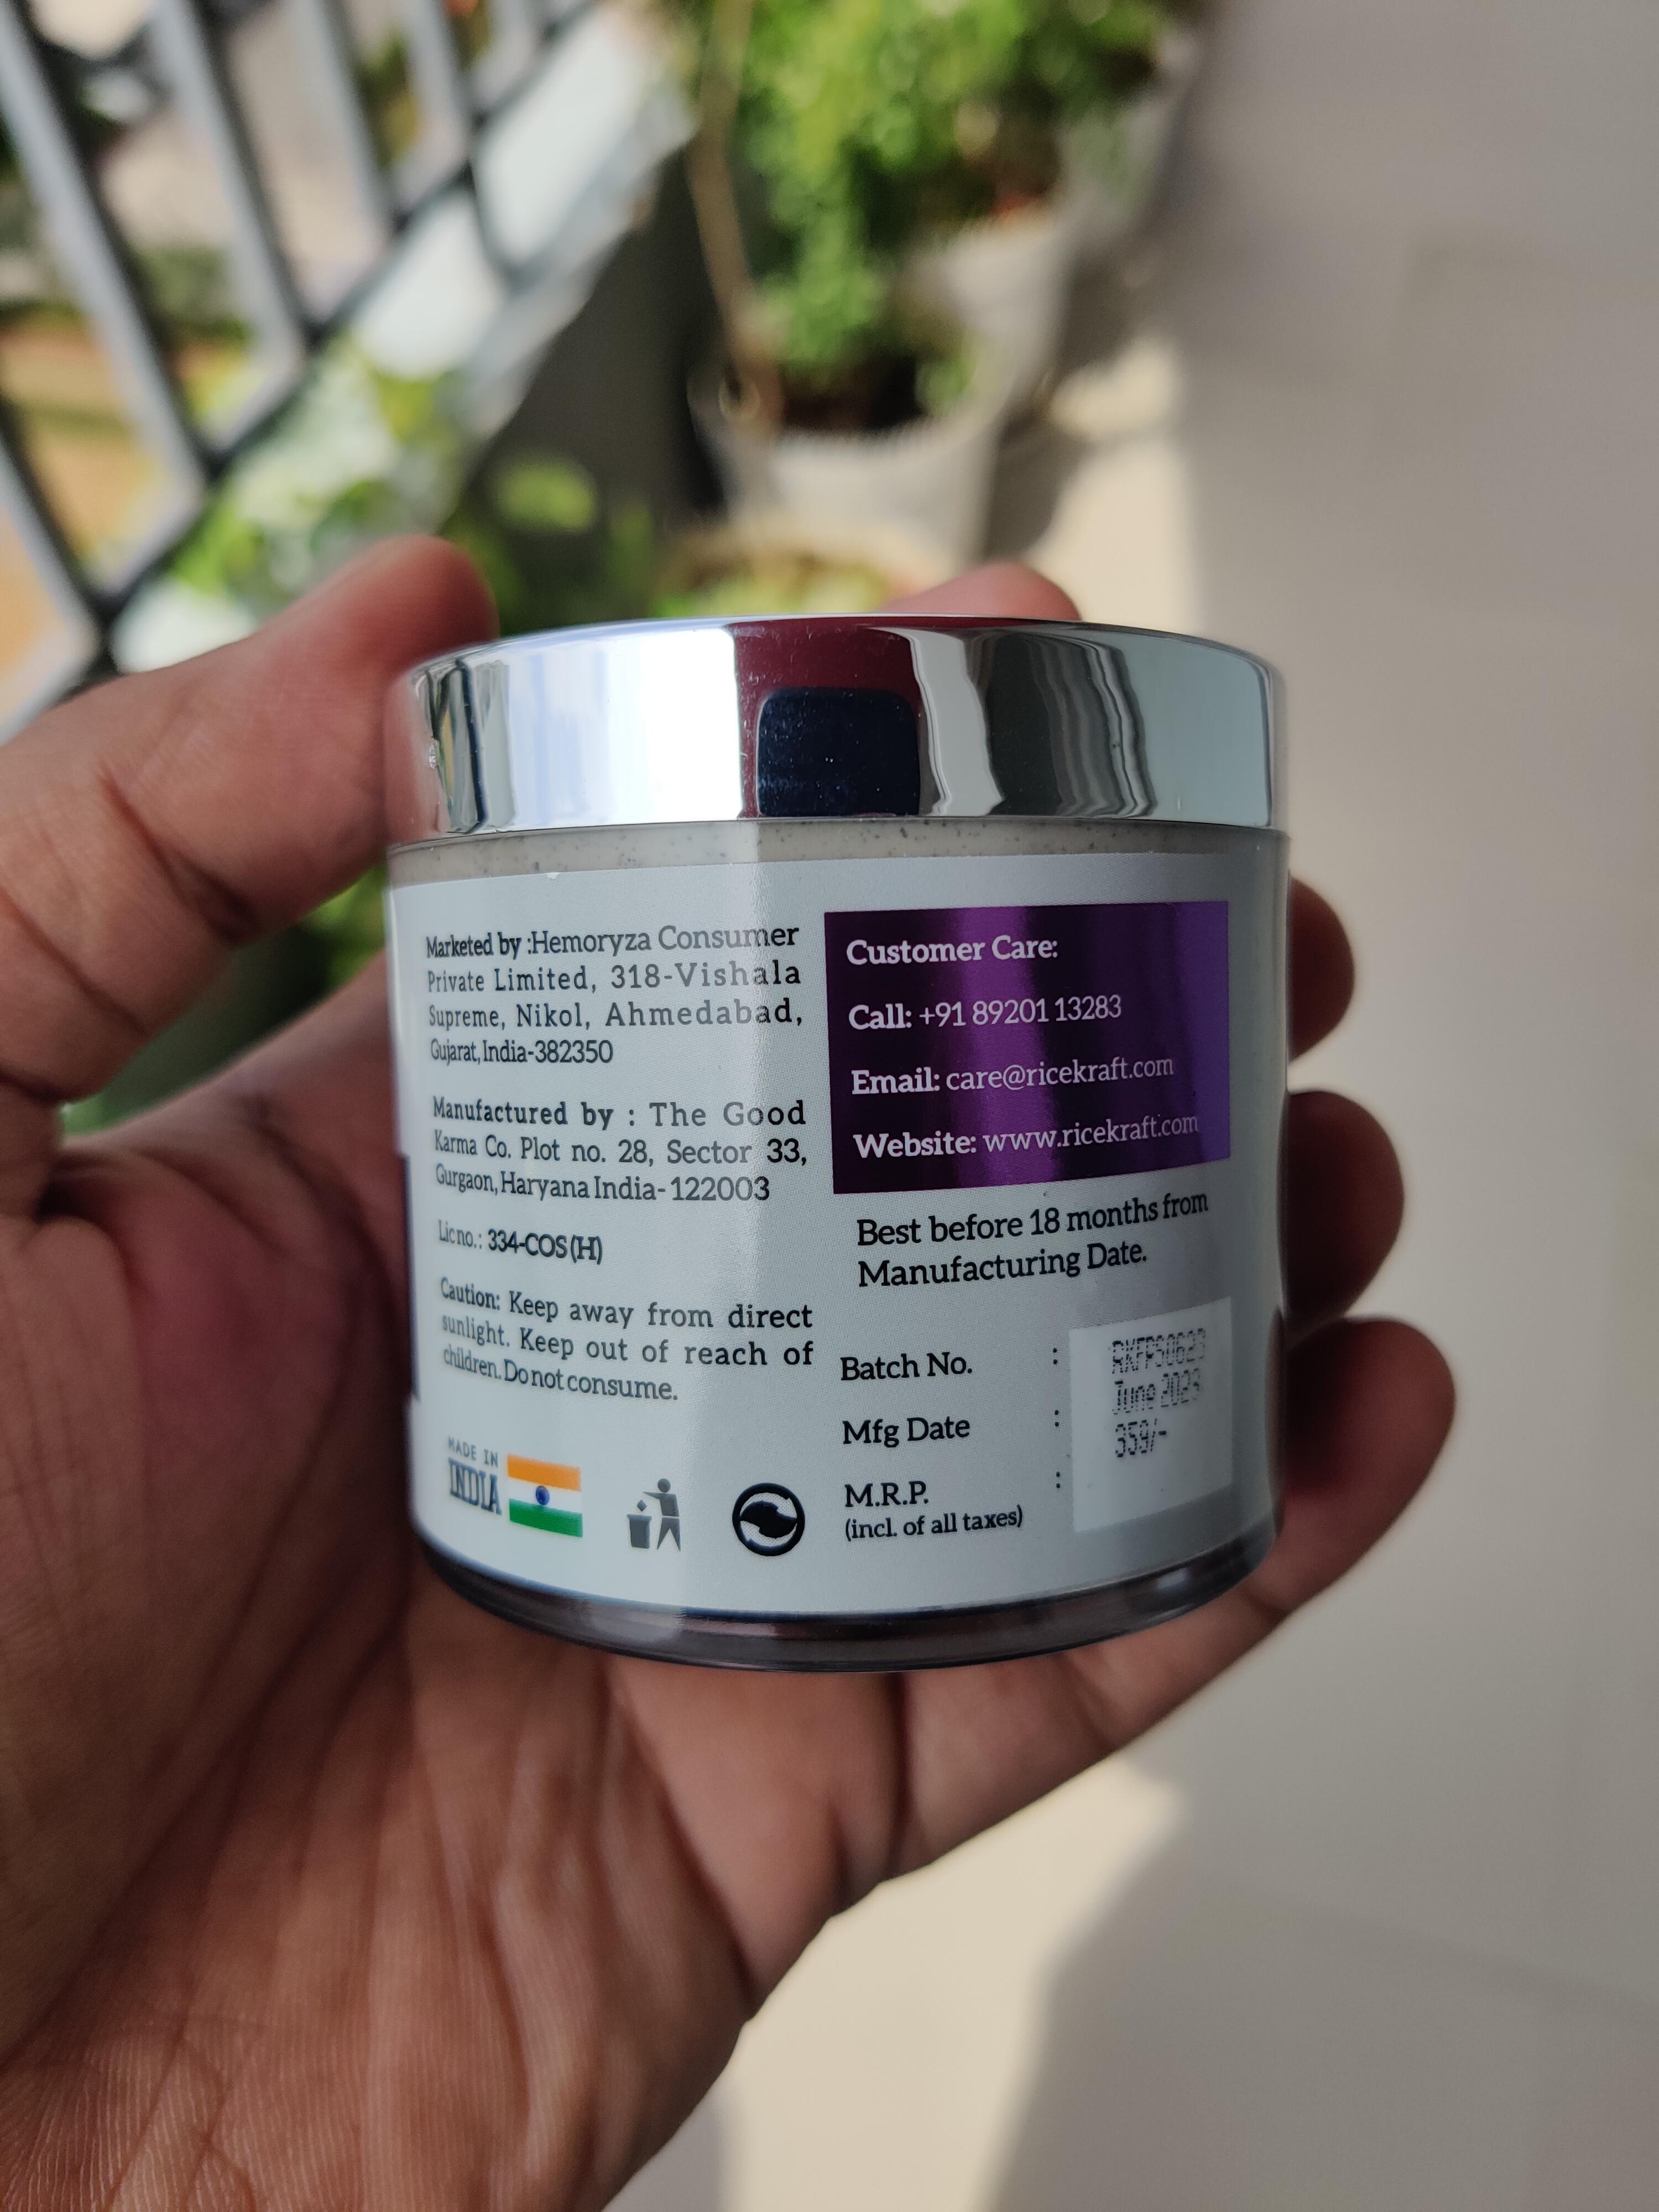 Marketed by :Hemoryza Consumer
Private Limited, 318-Vishala
Supreme, Nikol, Ahmedabad,
Gujarat, India-382350
Manufactured by : The Good
Karma Co. Plot no. 28, Sector 33,
Gurgaon, Haryana India- 122003
Lic no.: 334-COS (H)
Caution: Keep away from direct
sunlight. Keep out of reach of
children. Do not consume.
MADE IN
INDIA
Customer Care:
Call: +91 89201 13283
Email: care@ricekraft.com
Website: www.ricekraft.com
Best before 18 months from
Manufacturing Date.
Batch No. : RKFPS0623
Mfg Date : June 2023
M.R.P. : 359/-
(incl. of all taxes)